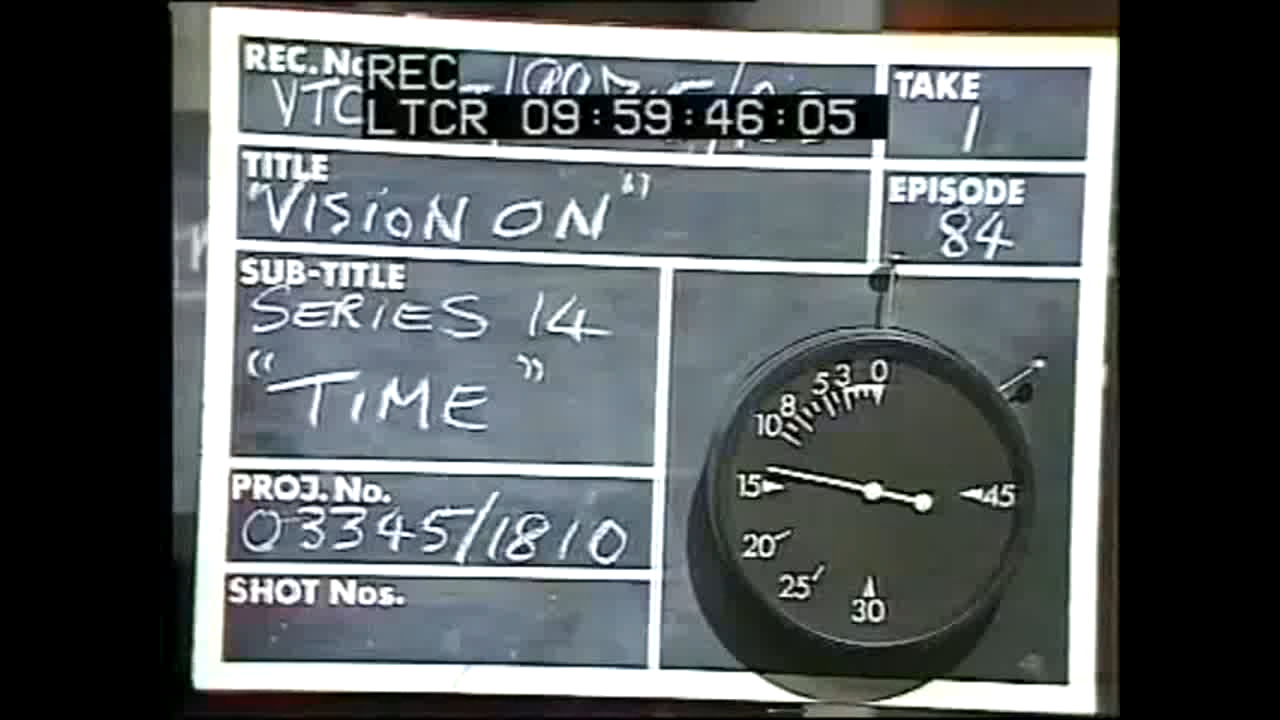 REC. No.
REC
VTC
LTCR 09:59:46:05
TAKE
1
TITLE
"VISION ON"
EPISODE
84
SUB-TITLE
SERIES 14
"TIME"
PROJ. No.
03345/1810
SHOT Nos.
0
3
5
8
10
15
20
25
30
45